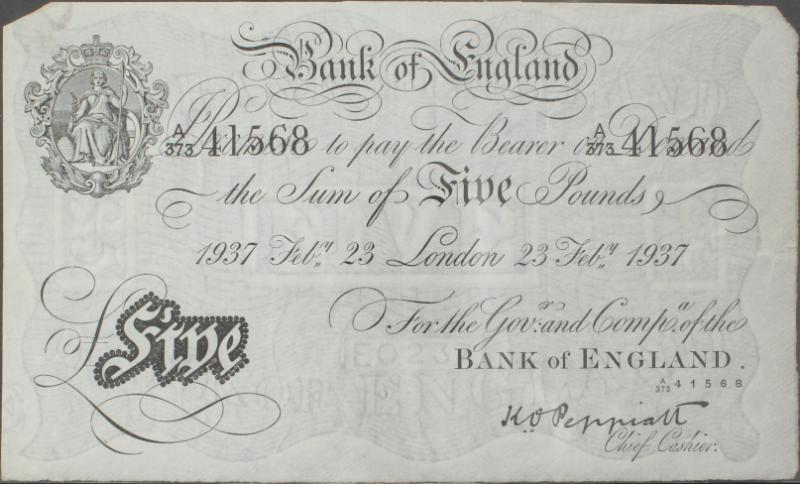 Bank of England
A/373 41568 A/373 41568
I Promise to pay the Bearer on Demand
the Sum of Five Pounds
1937 Feby. 23 London 23 Feby. 1937
For the Govr. and Compa. of the
BANK of ENGLAND.
A/373 41568
Five
K O Peppiatt
Chief Cashier.